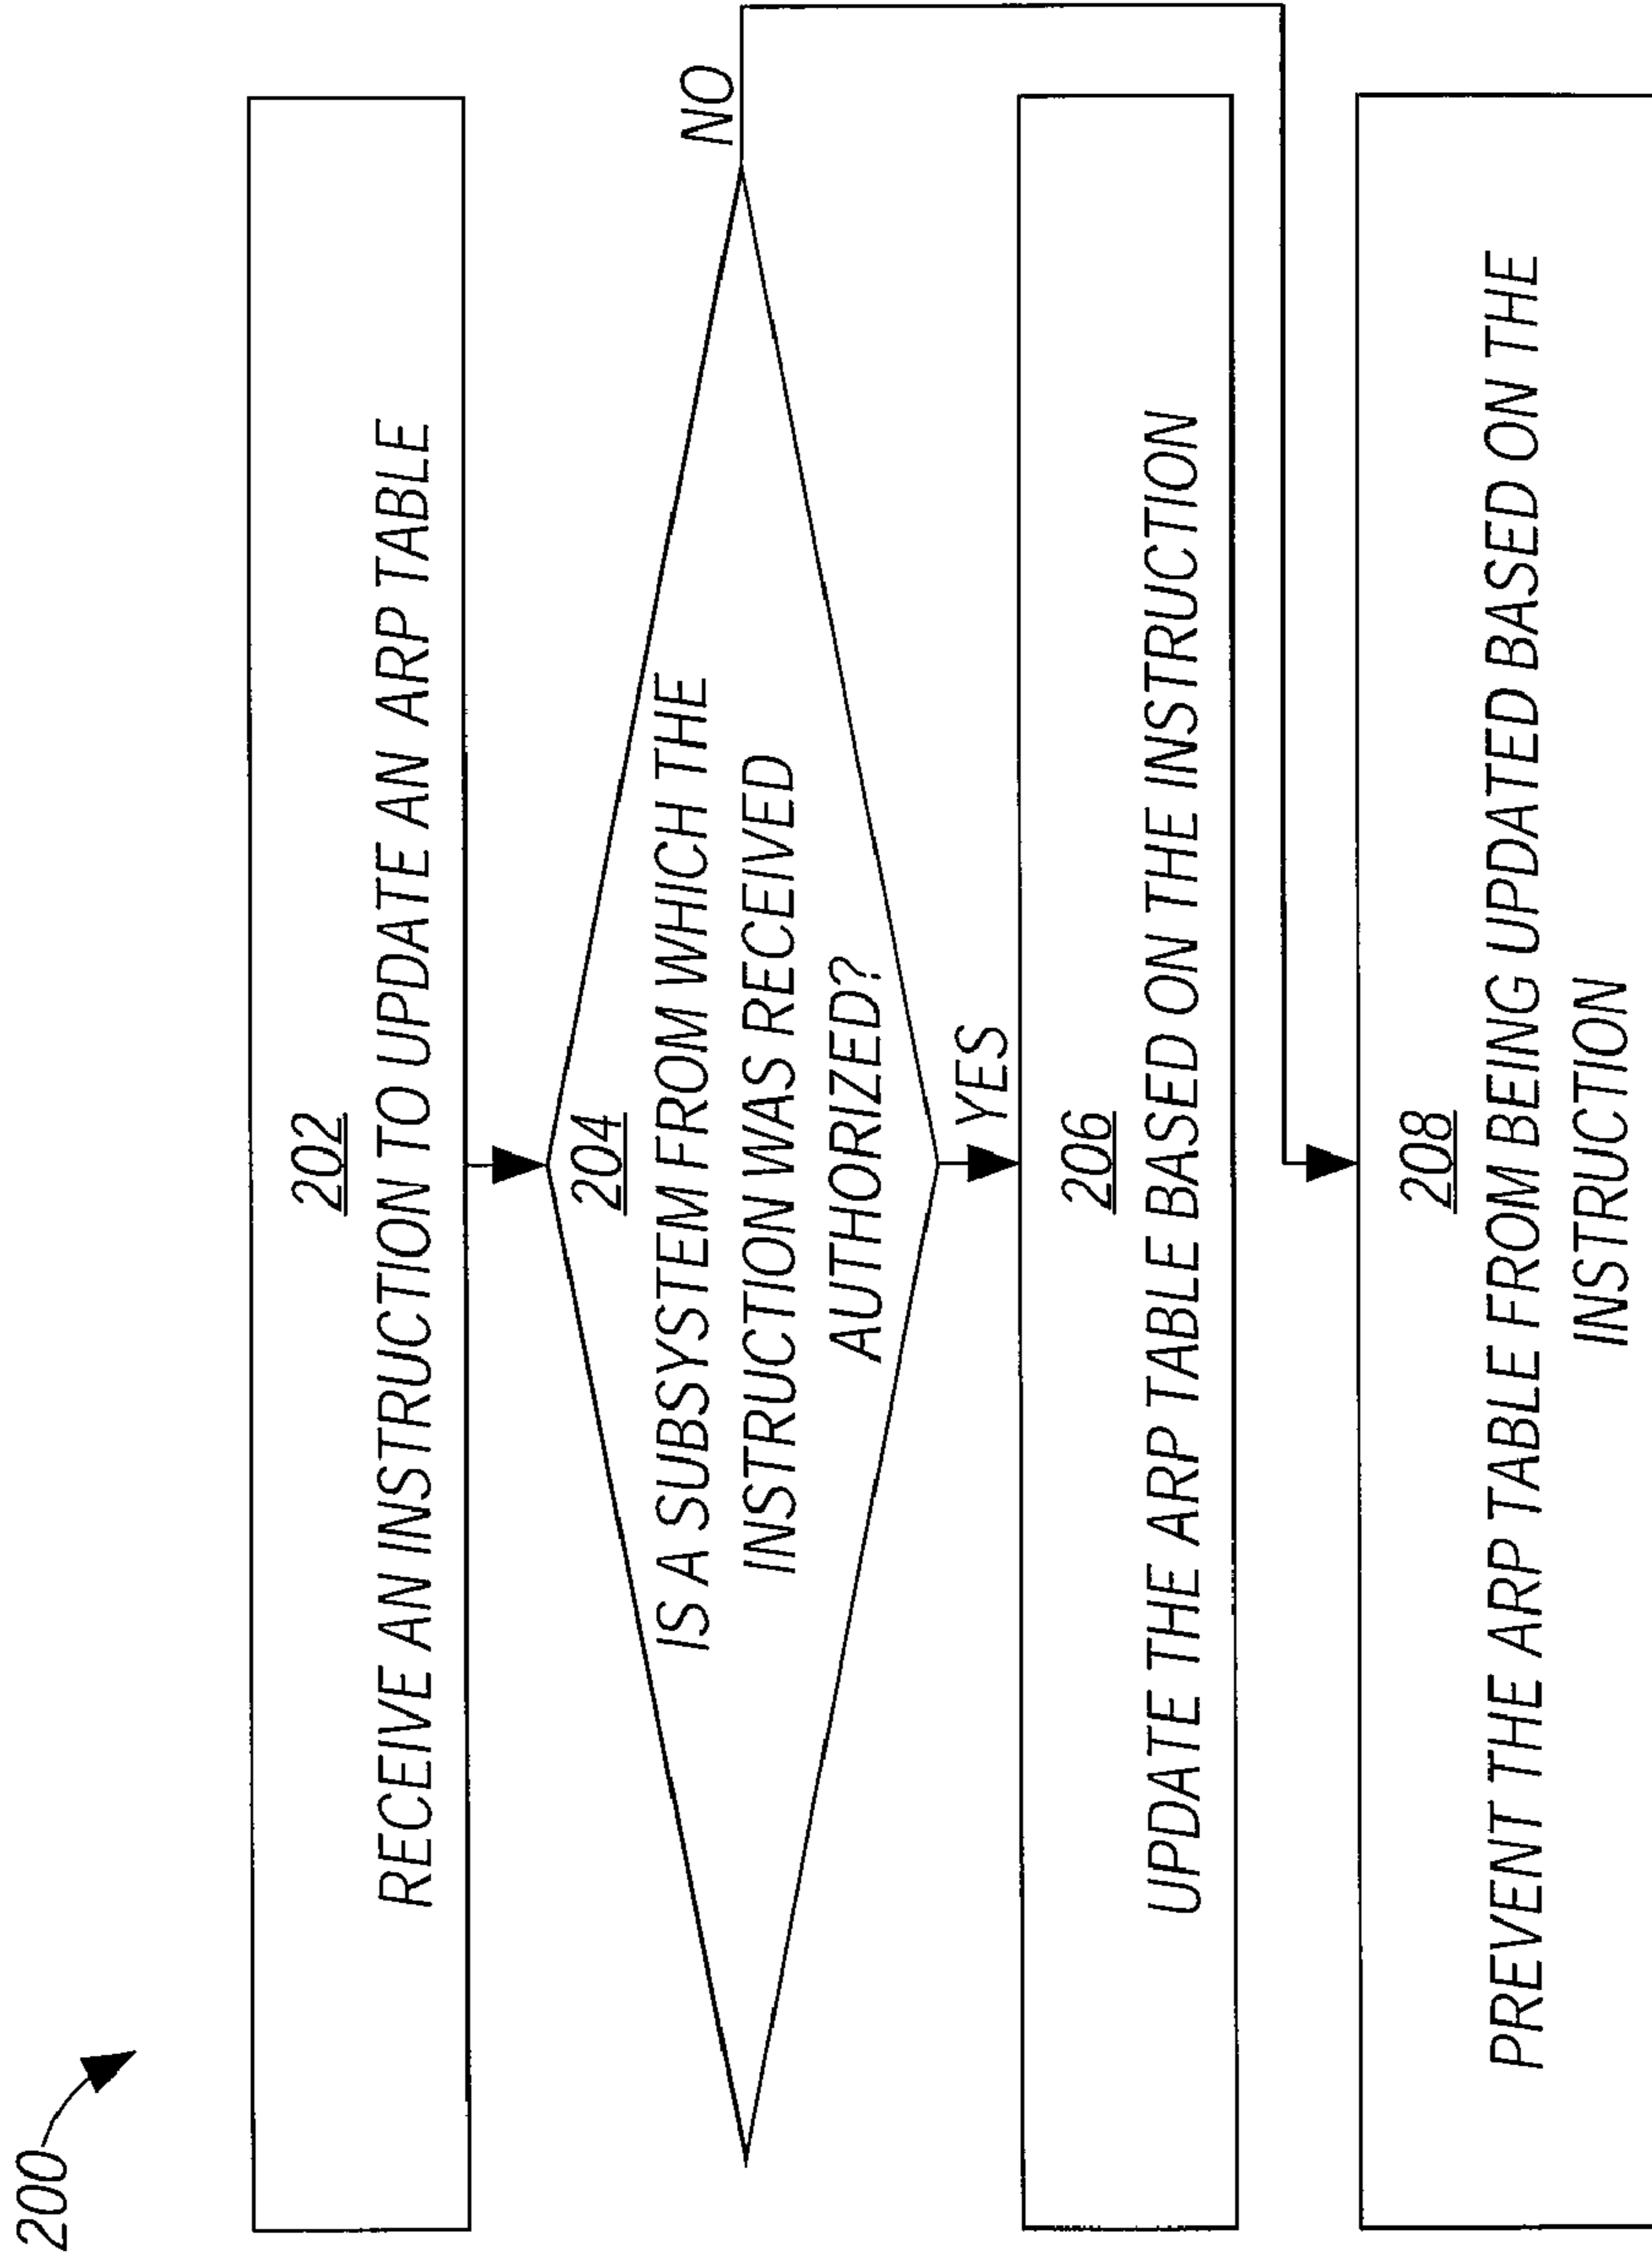 200
202
RECEIVE AN INSTRUCTION TO UPDATE AN ARP TABLE
204
IS A SUBSYSTEM FROM WHICH THE
INSTRUCTION WAS RECEIVED
AUTHORIZED?
NO
YES
206
UPDATE THE ARP TABLE BASED ON THE INSTRUCTION
208
PREVENT THE ARP TABLE FROM BEING UPDATED BASED ON THE
INSTRUCTION